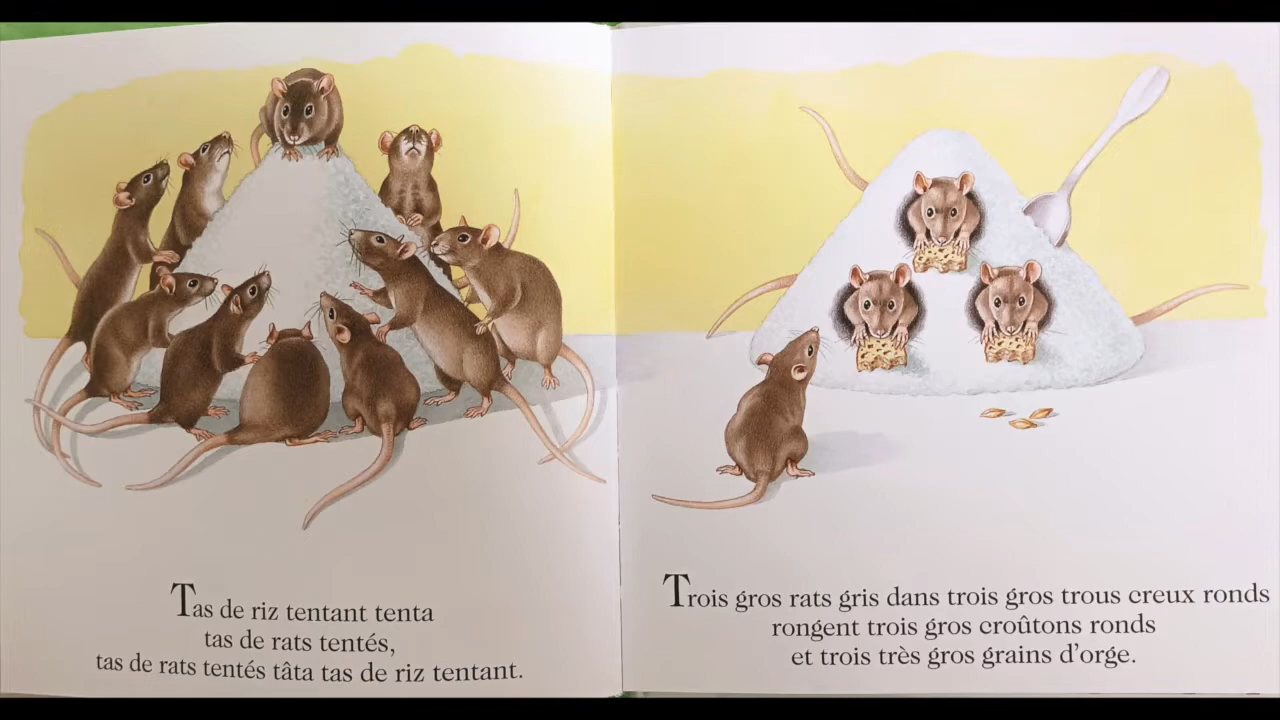 Tas de riz tentant tenta
tas de rats tentés,
tas de rats tentés tâta tas de riz tentant.
Trois gros rats gris dans trois gros trous creux ronds
rongent trois gros croûtons ronds
et trois très gros grains d'orge.